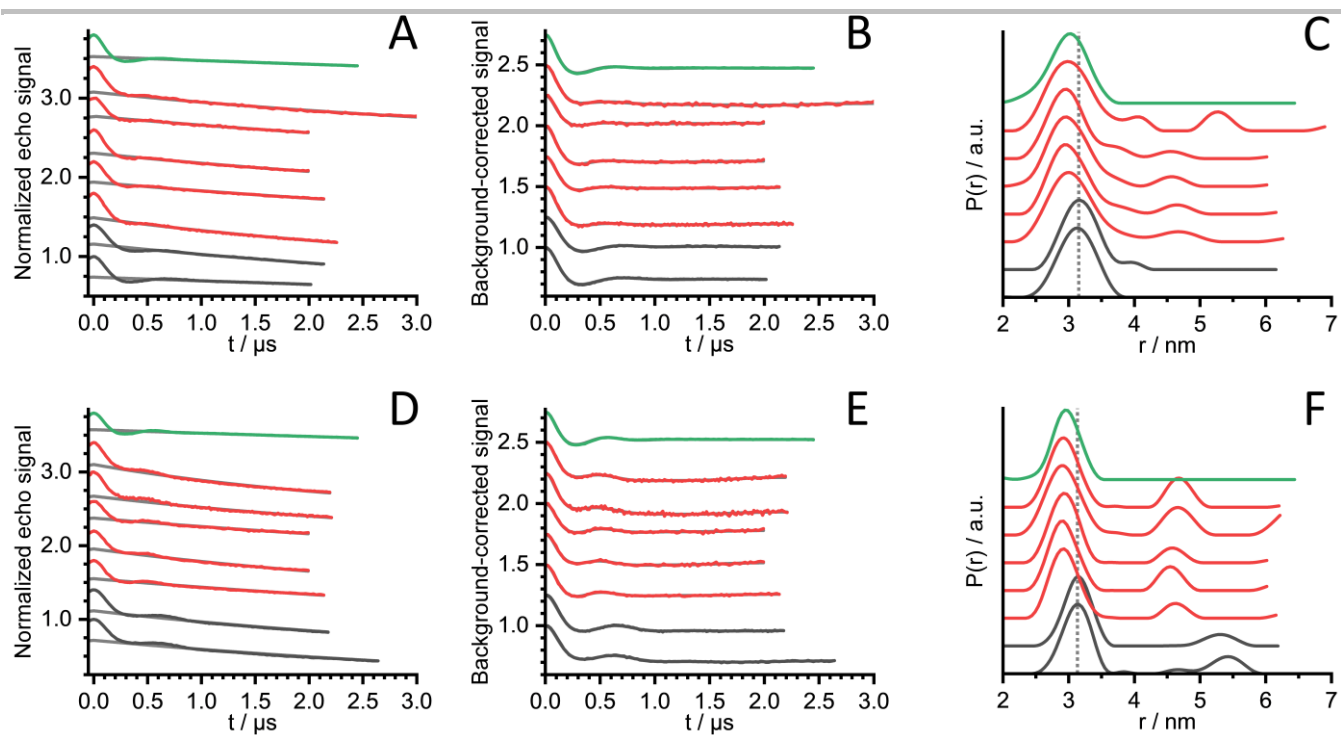 A
B
C
Normalized echo signal
3.0
2.0
1.0
0.0 0.5 1.0 1.5 2.0 2.5 3.0
t / µs
Background-corrected signal
2.5
2.0
1.5
1.0
0.0 0.5 1.0 1.5 2.0 2.5 3.0
t / µs
P(r) / a.u.
2 3 4 5 6 7
r / nm
D
E
F
Normalized echo signal
3.0
2.0
1.0
0.0 0.5 1.0 1.5 2.0 2.5 3.0
t / µs
Background-corrected signal
2.5
2.0
1.5
1.0
0.0 0.5 1.0 1.5 2.0 2.5 3.0
t / µs
P(r) / a.u.
2 3 4 5 6 7
r / nm